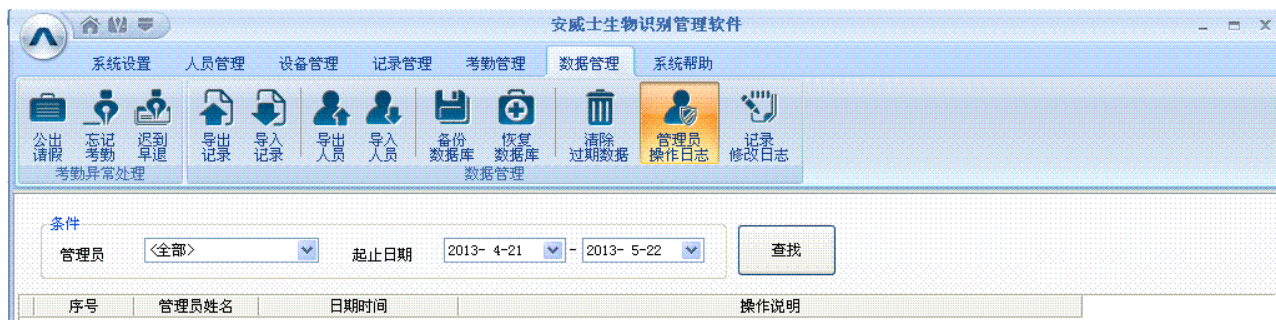 安威士生物识别管理软件
系统设置 人员管理 设备管理 记录管理 考勤管理 数据管理 系统帮助
公出 忘记 迟到 导出 导入 导出 导入 备份 恢复 清除 管理员 记录
请假 考勤 早退 记录 记录 人员 人员 数据库 数据库 过期数据 操作日志 修改日志
考勤异常处理 数据管理
条件
管理员 <全部> 起止日期 2013- 4-21 - 2013- 5-22 查找
序号 管理员姓名 日期时间 操作说明